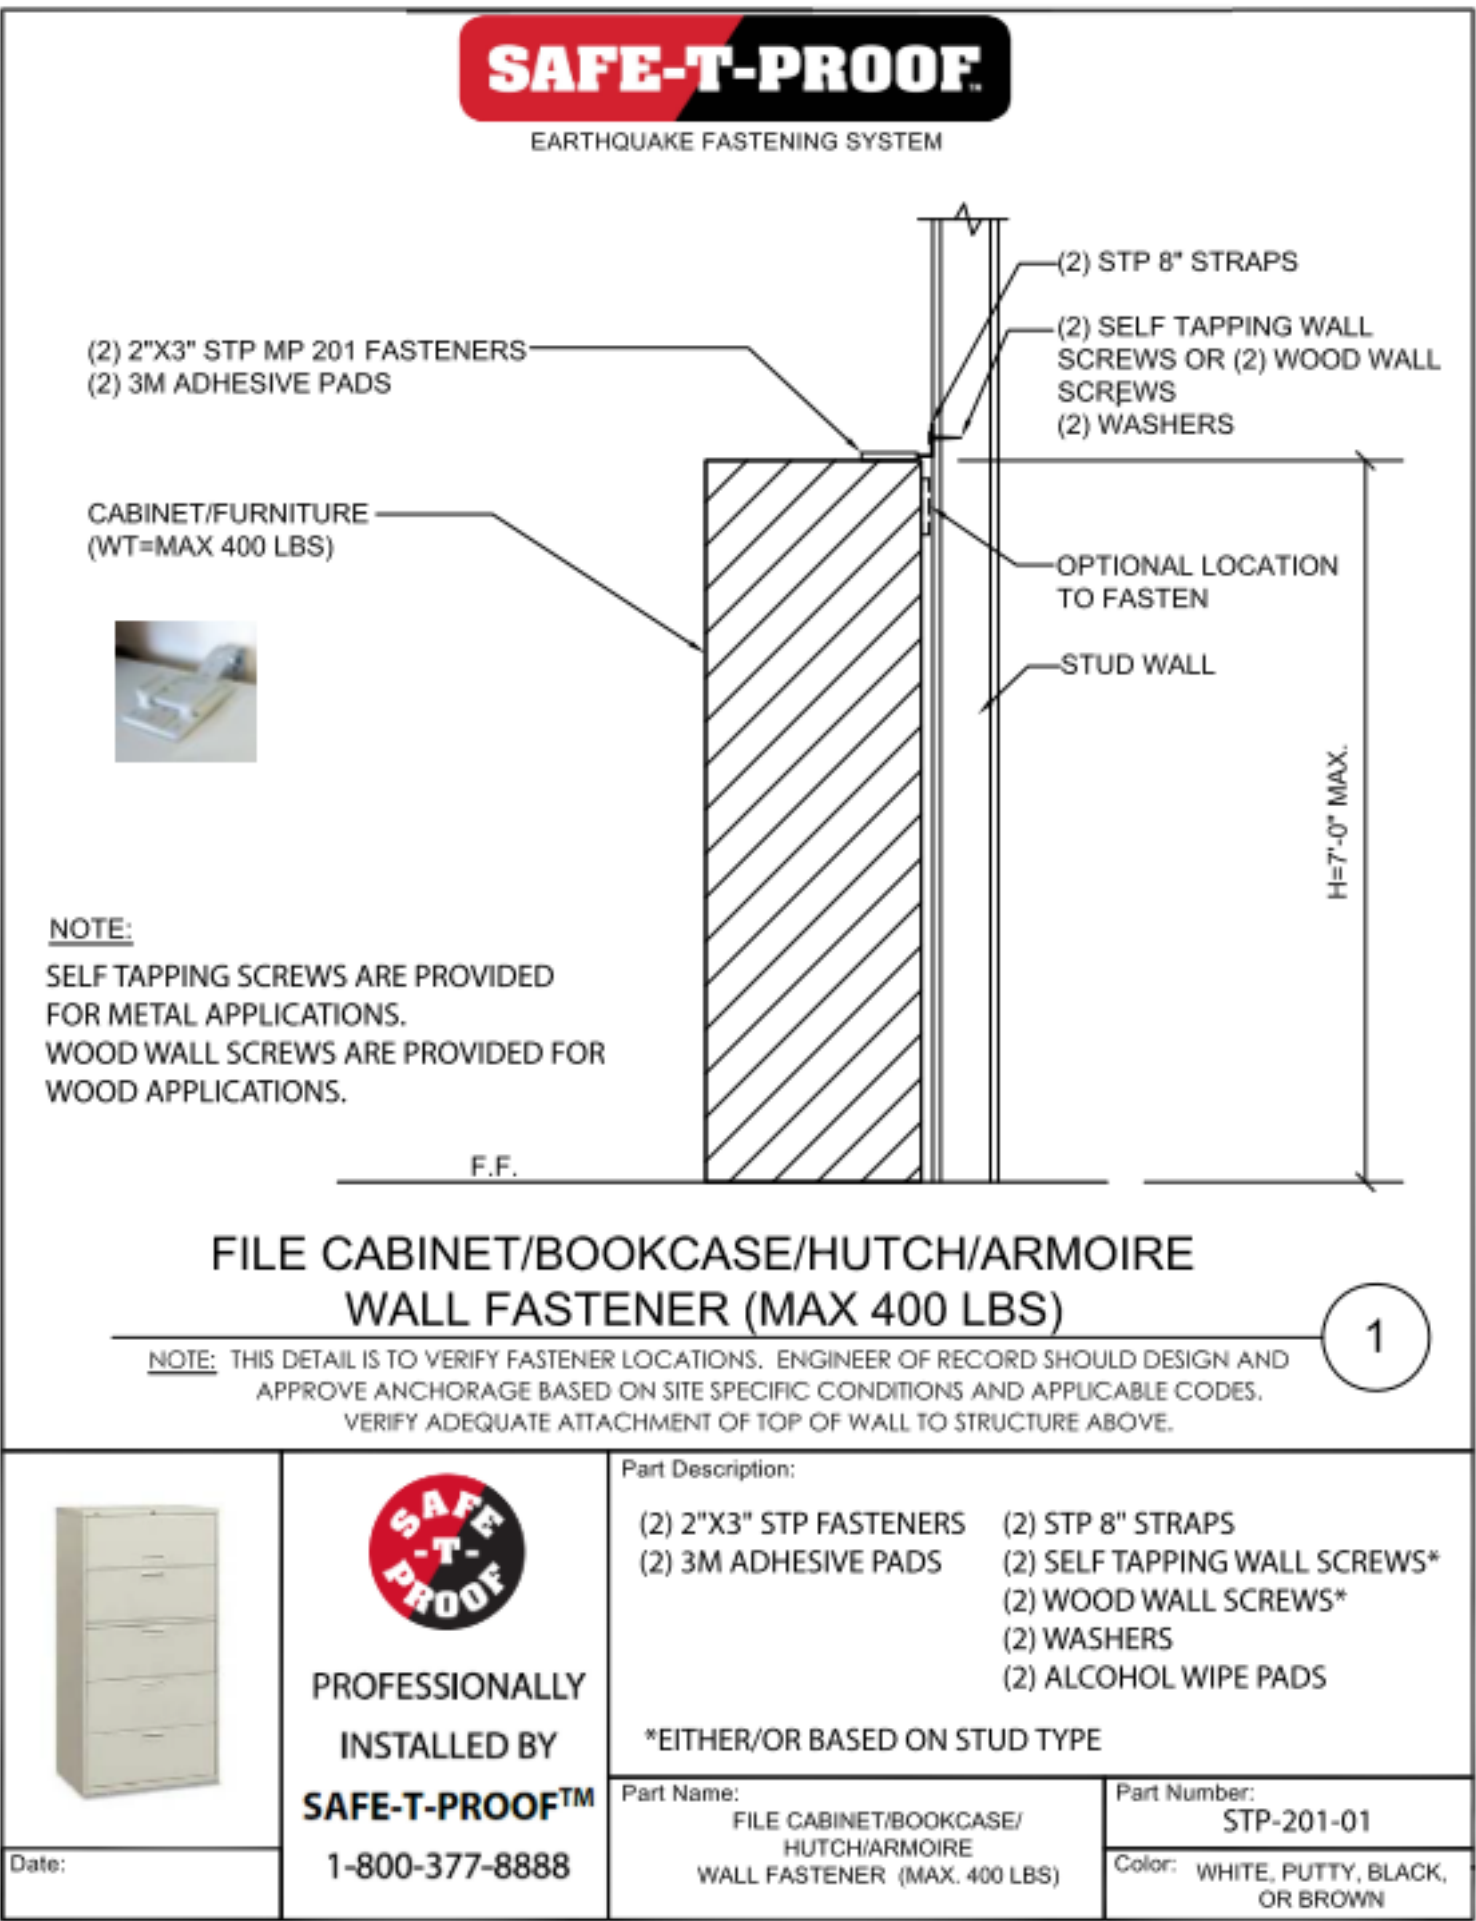 SAFE-T-PROOF™
EARTHQUAKE FASTENING SYSTEM
(2) STP 8" STRAPS
(2) SELF TAPPING WALL
SCREWS OR (2) WOOD WALL
SCREWS
(2) WASHERS
(2) 2"X3" STP MP 201 FASTENERS
(2) 3M ADHESIVE PADS
CABINET/FURNITURE
(WT=MAX 400 LBS)
OPTIONAL LOCATION
TO FASTEN
STUD WALL
H=7'-0" MAX.
NOTE:
SELF TAPPING SCREWS ARE PROVIDED
FOR METAL APPLICATIONS.
WOOD WALL SCREWS ARE PROVIDED FOR
WOOD APPLICATIONS.
F.F.
FILE CABINET/BOOKCASE/HUTCH/ARMOIRE
WALL FASTENER (MAX 400 LBS)
1
NOTE: THIS DETAIL IS TO VERIFY FASTENER LOCATIONS. ENGINEER OF RECORD SHOULD DESIGN AND
APPROVE ANCHORAGE BASED ON SITE SPECIFIC CONDITIONS AND APPLICABLE CODES.
VERIFY ADEQUATE ATTACHMENT OF TOP OF WALL TO STRUCTURE ABOVE.
Date:
SAFE
-T-
PROOF
PROFESSIONALLY
INSTALLED BY
SAFE-T-PROOF™
1-800-377-8888
Part Description:
(2) 2"X3" STP FASTENERS
(2) 3M ADHESIVE PADS
(2) STP 8" STRAPS
(2) SELF TAPPING WALL SCREWS*
(2) WOOD WALL SCREWS*
(2) WASHERS
(2) ALCOHOL WIPE PADS
*EITHER/OR BASED ON STUD TYPE
Part Name:
FILE CABINET/BOOKCASE/
HUTCH/ARMOIRE
WALL FASTENER (MAX. 400 LBS)
Part Number:
STP-201-01
Color: WHITE, PUTTY, BLACK,
OR BROWN